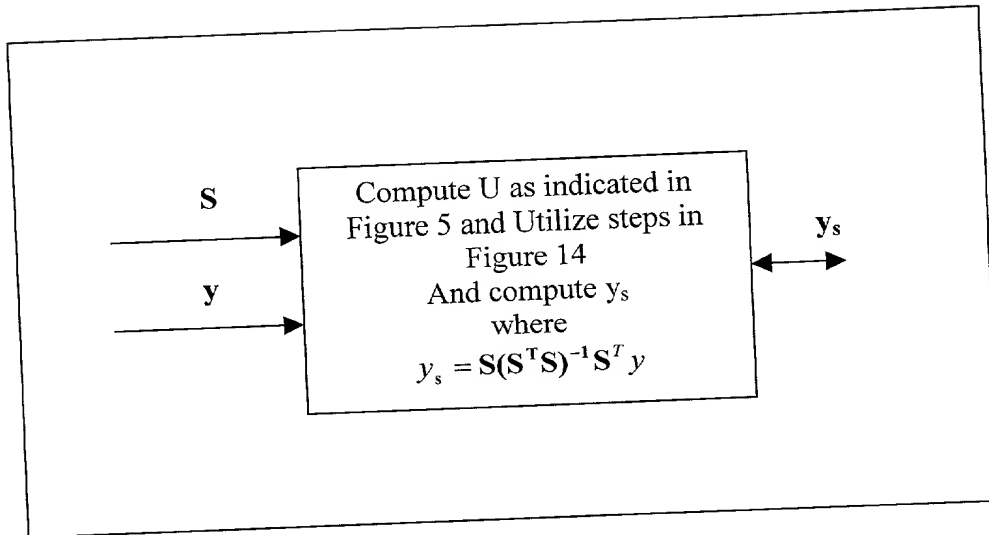 S
y
Compute U as indicated in
Figure 5 and Utilize steps in
Figure 14
And compute yₛ
where
yₛ = S(SᵀS)⁻¹Sᵀ y
yₛ